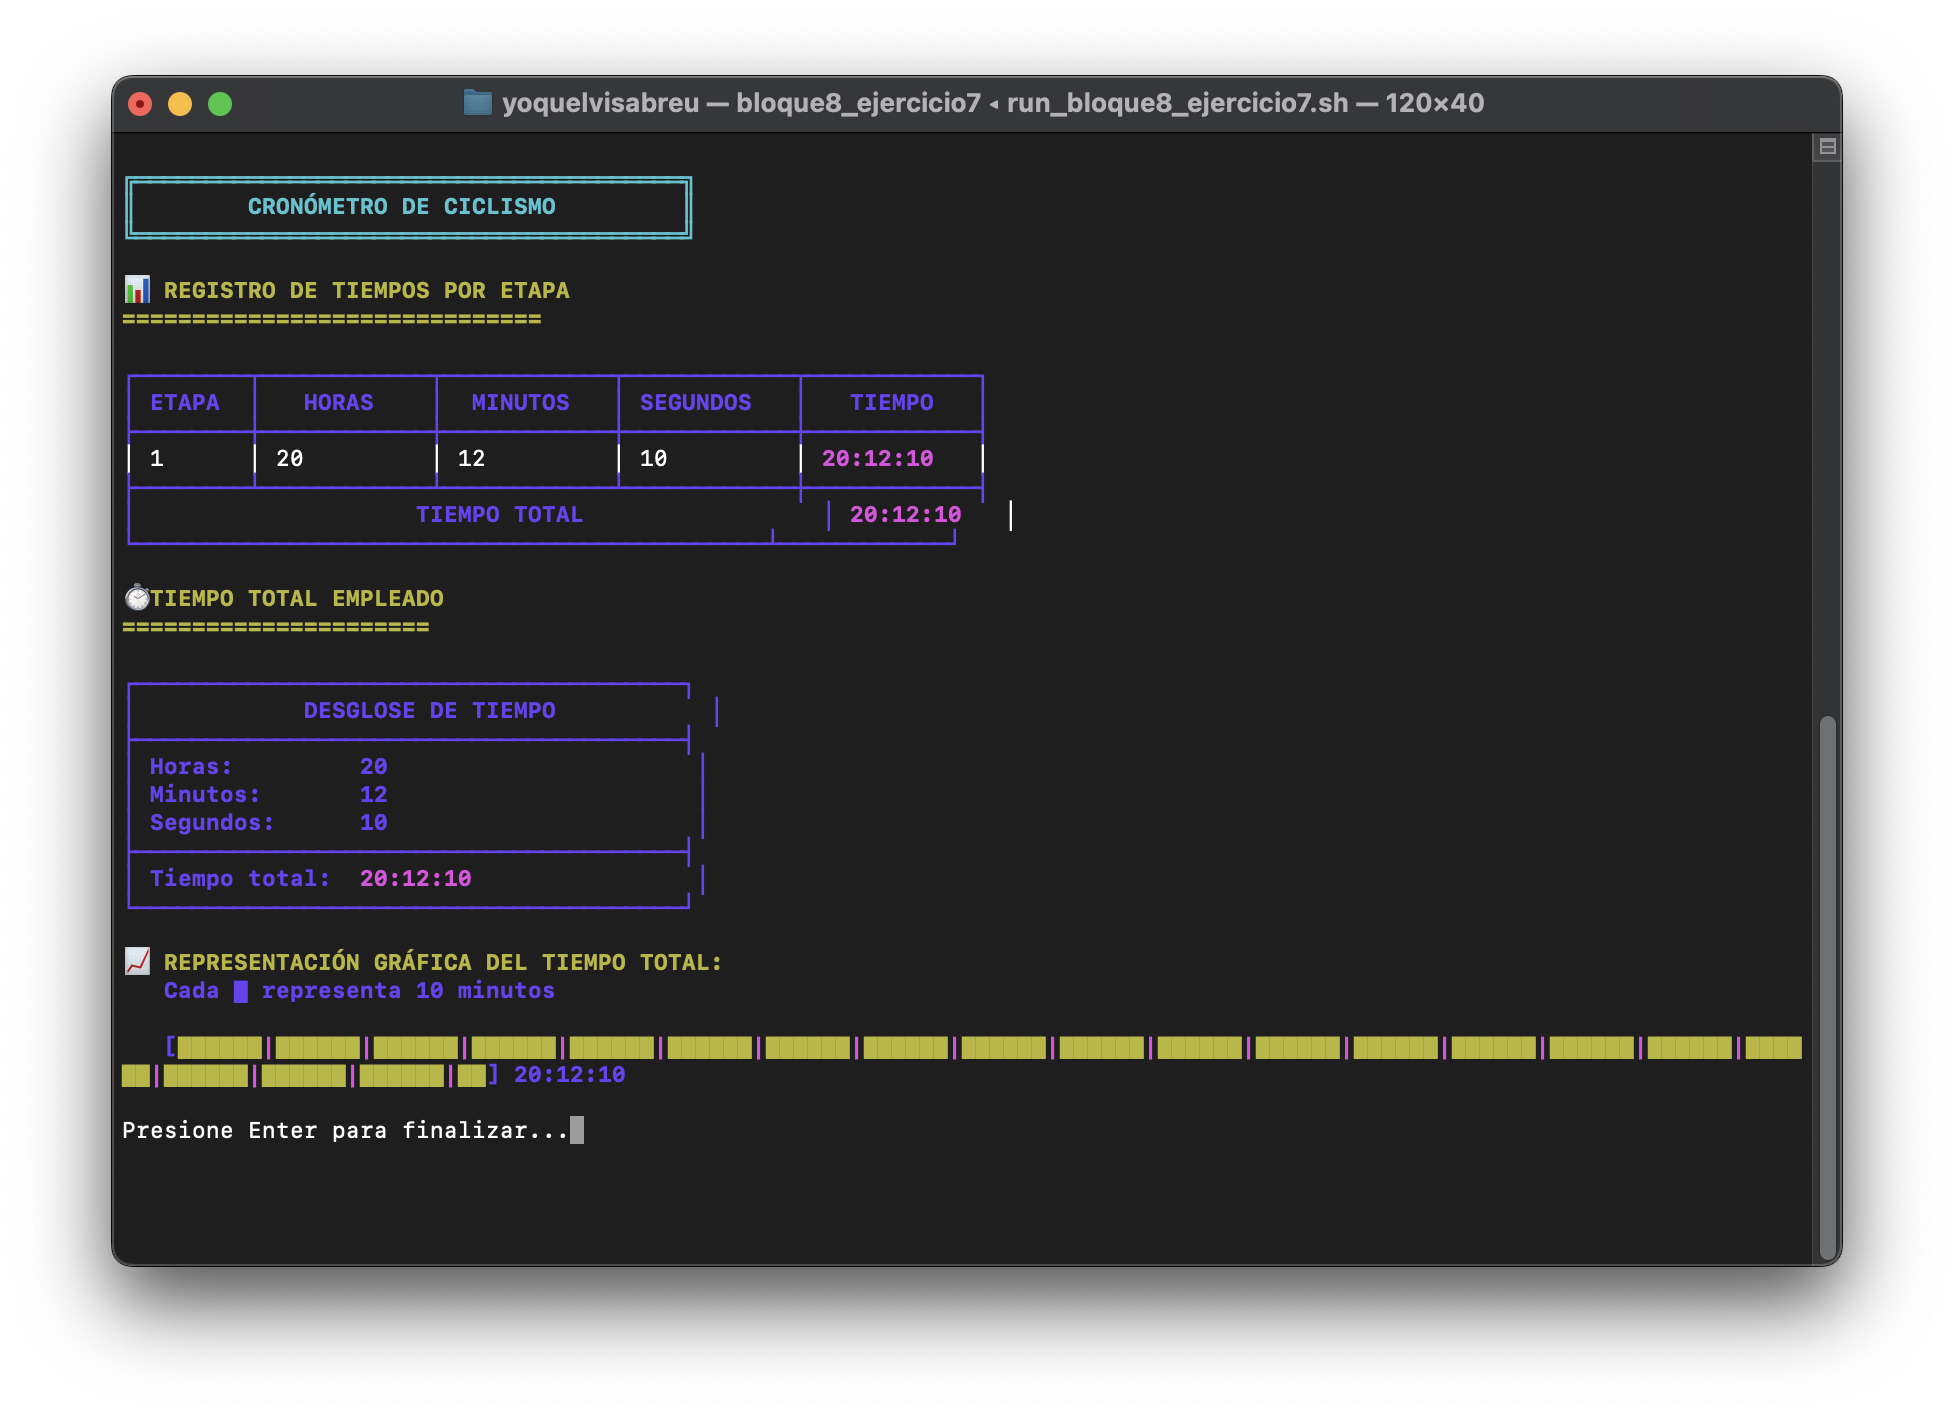 yoquelvisabreu — bloque8_ejercicio7 ◂ run_bloque8_ejercicio7.sh — 120×40
CRONÓMETRO DE CICLISMO
REGISTRO DE TIEMPOS POR ETAPA
==============================
ETAPA HORAS MINUTOS SEGUNDOS TIEMPO
1 20 12 10 20:12:10
TIEMPO TOTAL 20:12:10
TIEMPO TOTAL EMPLEADO
======================
DESGLOSE DE TIEMPO
Horas: 20
Minutos: 12
Segundos: 10
Tiempo total: 20:12:10
REPRESENTACIÓN GRÁFICA DEL TIEMPO TOTAL:
Cada █ representa 10 minutos
[██████|██████|██████|██████|██████|██████|██████|██████|██████|██████|██████|██████|██████|██████|██████|██████|████
██|██████|██████|██████|██] 20:12:10
Presione Enter para finalizar...